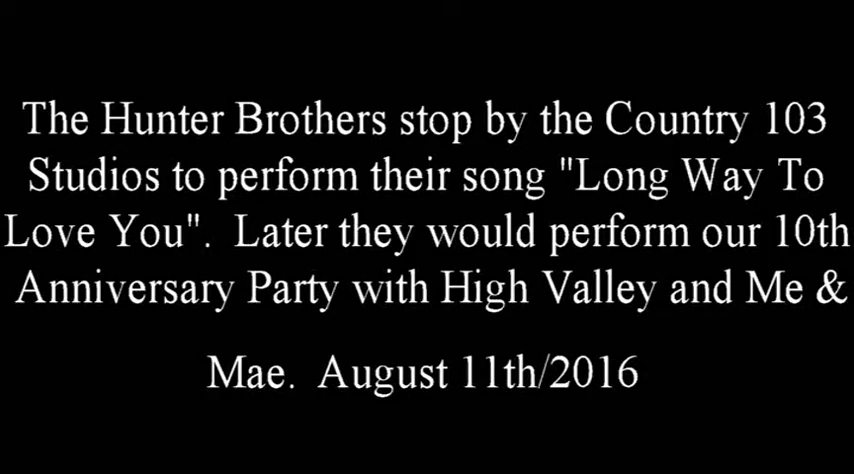 The Hunter Brothers stop by the Country 103
Studios to perform their song "Long Way To
Love You".  Later they would perform our 10th
Anniversary Party with High Valley and Me &
Mae.  August 11th/2016